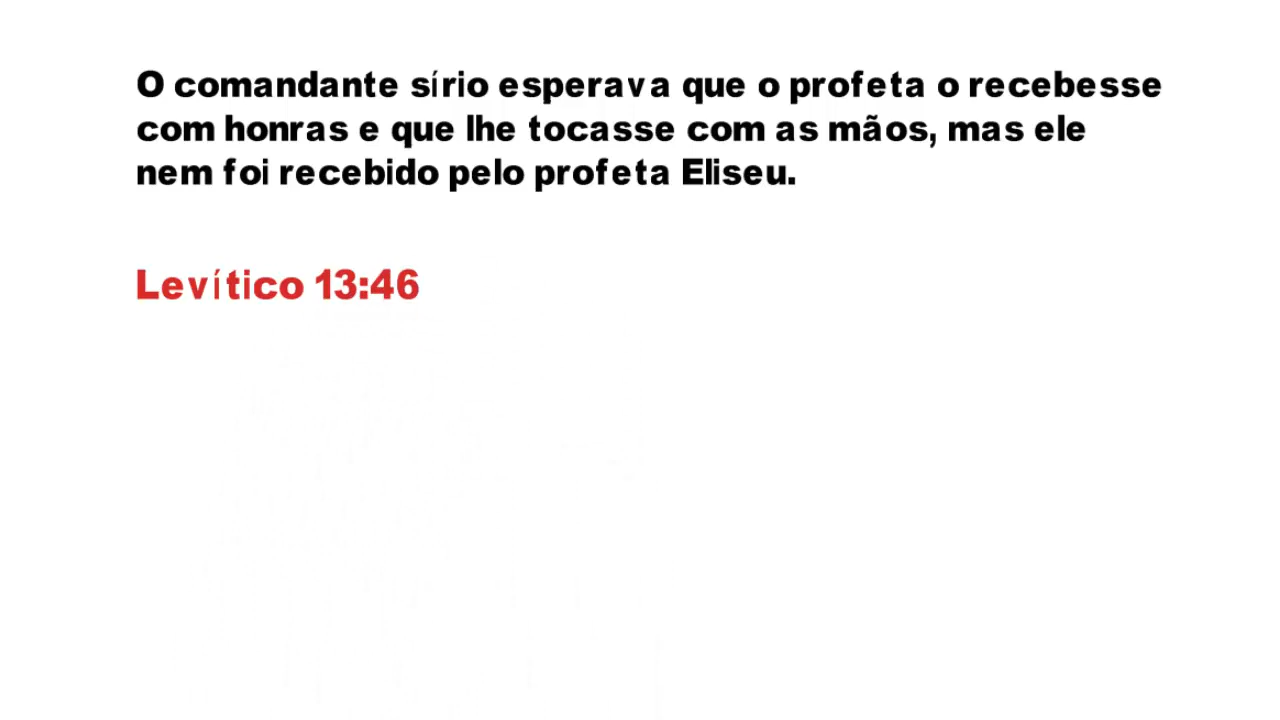 O comandante sírio esperava que o profeta o recebesse
com honras e que lhe tocasse com as mãos, mas ele
nem foi recebido pelo profeta Eliseu.
Levítico 13:46